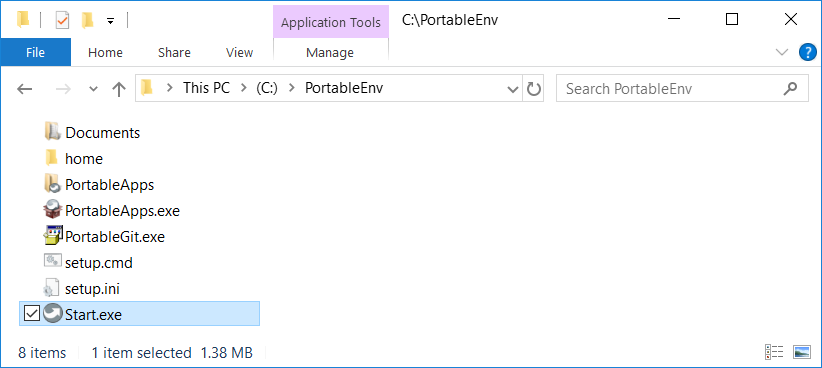 Application Tools C:\PortableEnv
File Home Share View Manage ?
This PC (C:) PortableEnv Search PortableEnv
Documents
home
PortableApps
PortableApps.exe
PortableGit.exe
setup.cmd
setup.ini
Start.exe
8 items 1 item selected 1.38 MB